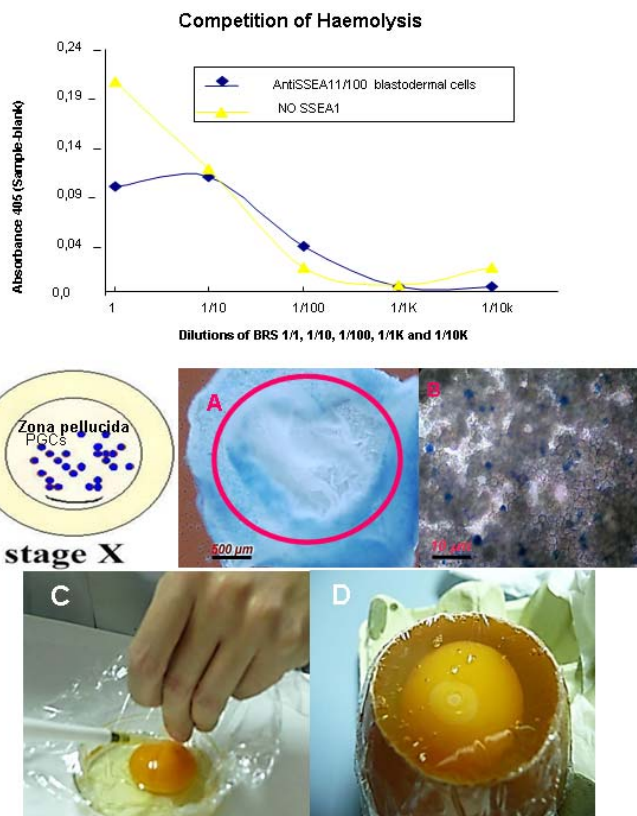 Competition of Haemolysis
0,24
0,19
0,14
0,09
0,04
0,0
Absorbance 405 (Sample-blank)
AntiSSEA11/100 blastodermal cells
NO SSEA1
1
1/10
1/100
1/1K
1/10k
Dilutions of BRS 1/1, 1/10, 1/100, 1/1K and 1/10K
Zona pellucida
PGCs
stage X
A
500 µm
B
10 µm
C
D